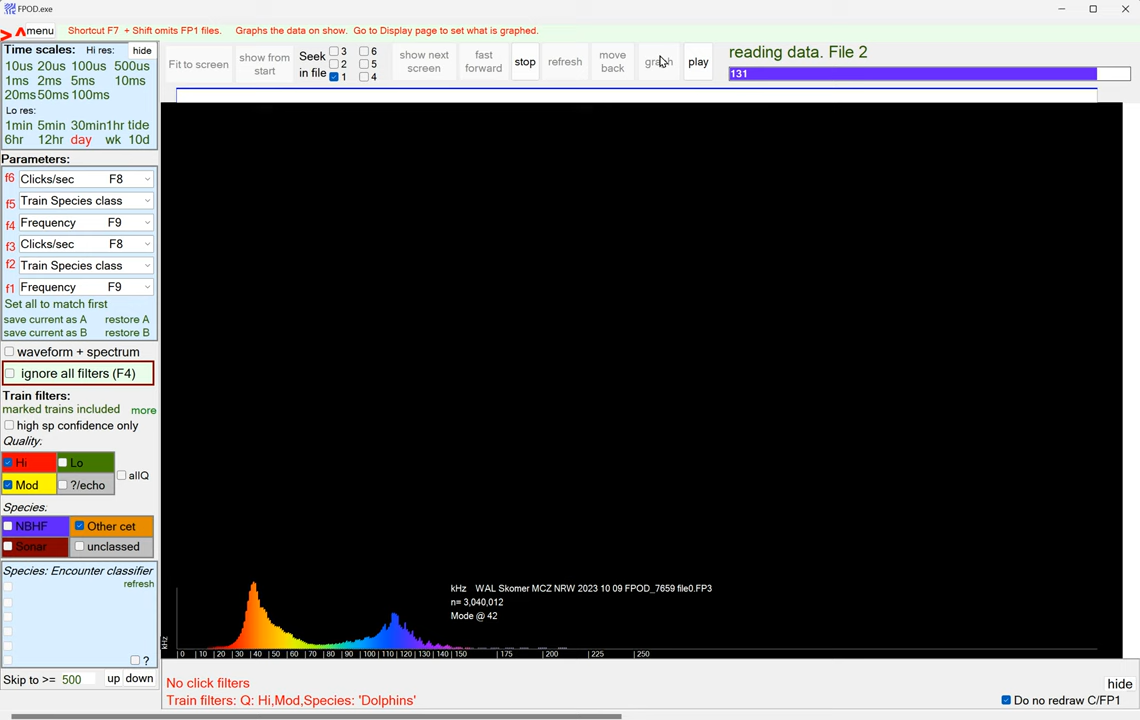 FPOD.exe
menu Shortcut F7 + Shift omits FP1 files. Graphs the data on show. Go to Display page to set what is graphed.
Time scales: Hi res: hide
10us 20us 100us 500us
1ms 2ms 5ms 10ms
20ms 50ms 100ms
Lo res:
1min 5min 30min 1hr tide
6hr 12hr day wk 10d
Fit to screen
show from start
Seek in file
3 6
2 5
1 4
show next screen
fast forward
stop
refresh
move back
graph
play
reading data. File 2
131
Parameters:
f6 Clicks/sec F8
f5 Train Species class
f4 Frequency F9
f3 Clicks/sec F8
f2 Train Species class
f1 Frequency F9
Set all to match first
save current as A restore A
save current as B restore B
waveform + spectrum
ignore all filters (F4)
Train filters:
marked trains included more
high sp confidence only
Quality:
Hi Lo
allQ
Mod ?/echo
Species:
NBHF Other cet
Sonar unclassed
Species: Encounter classifier
refresh
?
Skip to >= 500 up down
kHz WAL Skomer MCZ NRW 2023 10 09 FPOD_7659 file0.FP3
n= 3,040,012
Mode @ 42
kHz
0 10 20 30 40 50 60 70 80 90 100 110 120 130 140 150 175 200 225 250
No click filters
hide
Train filters: Q: Hi,Mod,Species: 'Dolphins'
Do no redraw C/FP1